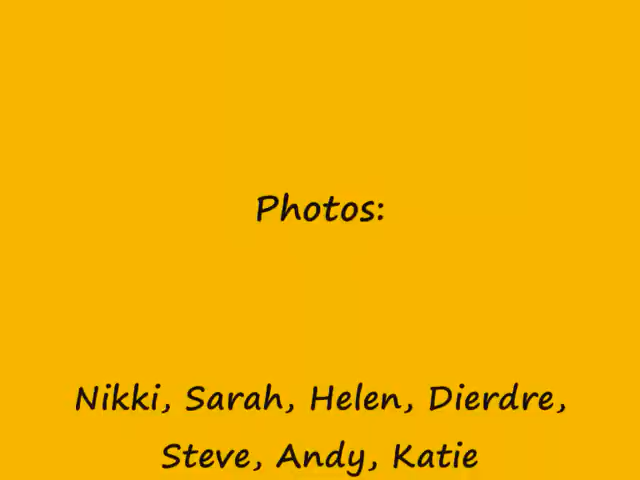 Photos:
Nikki, Sarah, Helen, Dierdre,
Steve, Andy, Katie